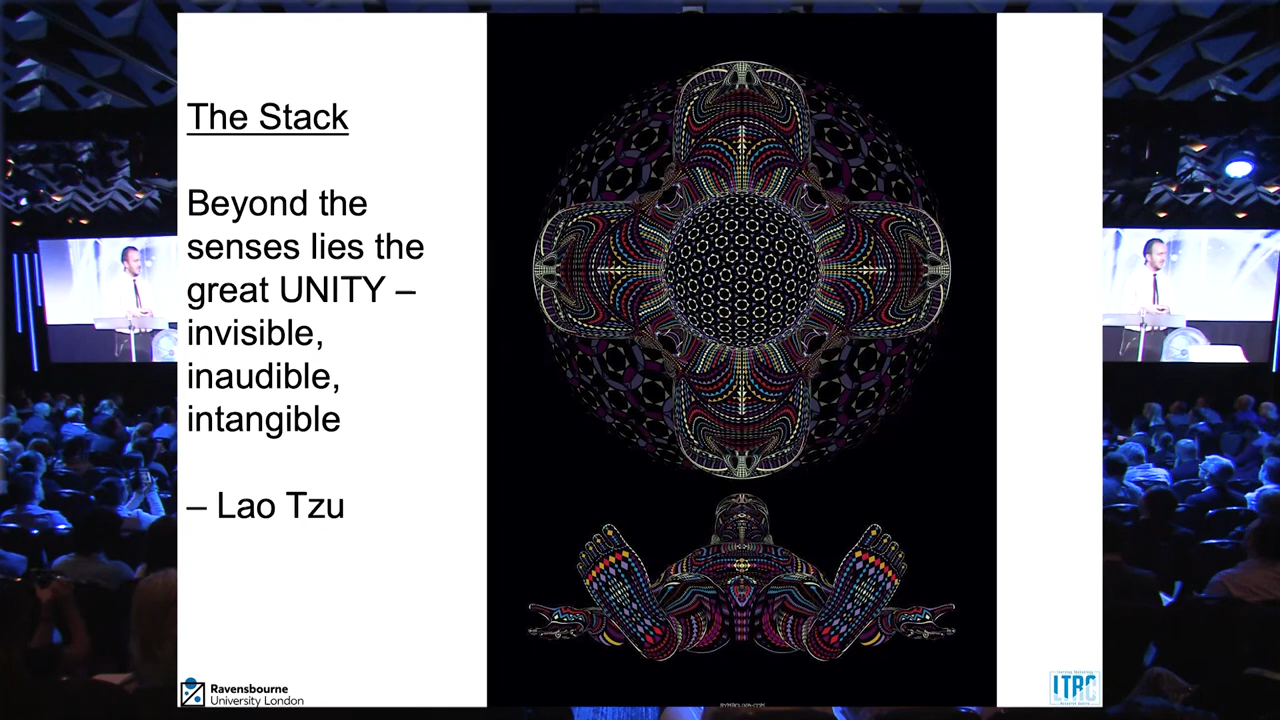 The Stack
Beyond the
senses lies the
great UNITY –
invisible,
inaudible,
intangible
– Lao Tzu
Ravensbourne
University London
LTRC